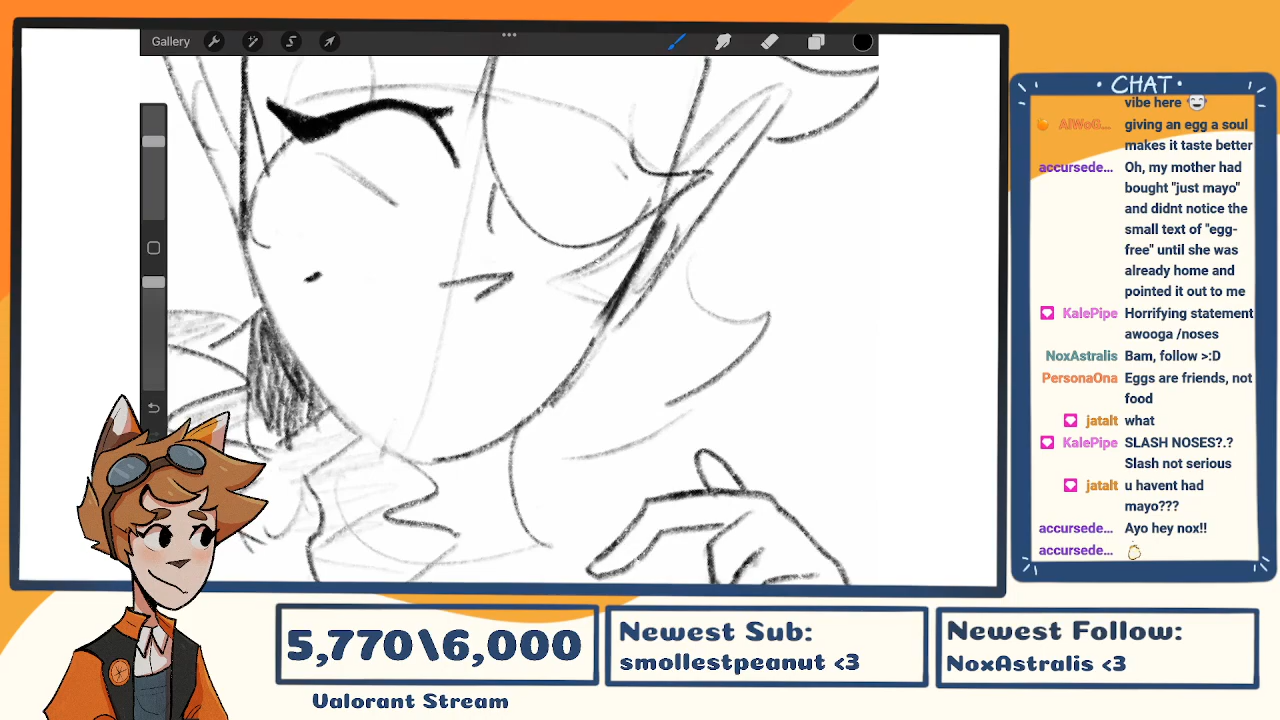 Gallery
• CHAT •
vibe here
AlWoG... giving an egg a soul
makes it taste better
accursede... Oh, my mother had
bought "just mayo"
and didnt notice the
small text of "egg-
free" until she was
already home and
pointed it out to me
KalePipe Horrifying statement
awooga /noses
NoxAstralis Bam, follow >:D
PersonaOna Eggs are friends, not
food
jatalt what
KalePipe SLASH NOSES?.?
Slash not serious
jatalt u havent had
mayo???
accursede... Ayo hey nox!!
accursede...
5,770\6,000
Valorant Stream
Newest Sub:
smollestpeanut <3
Newest Follow:
NoxAstralis <3